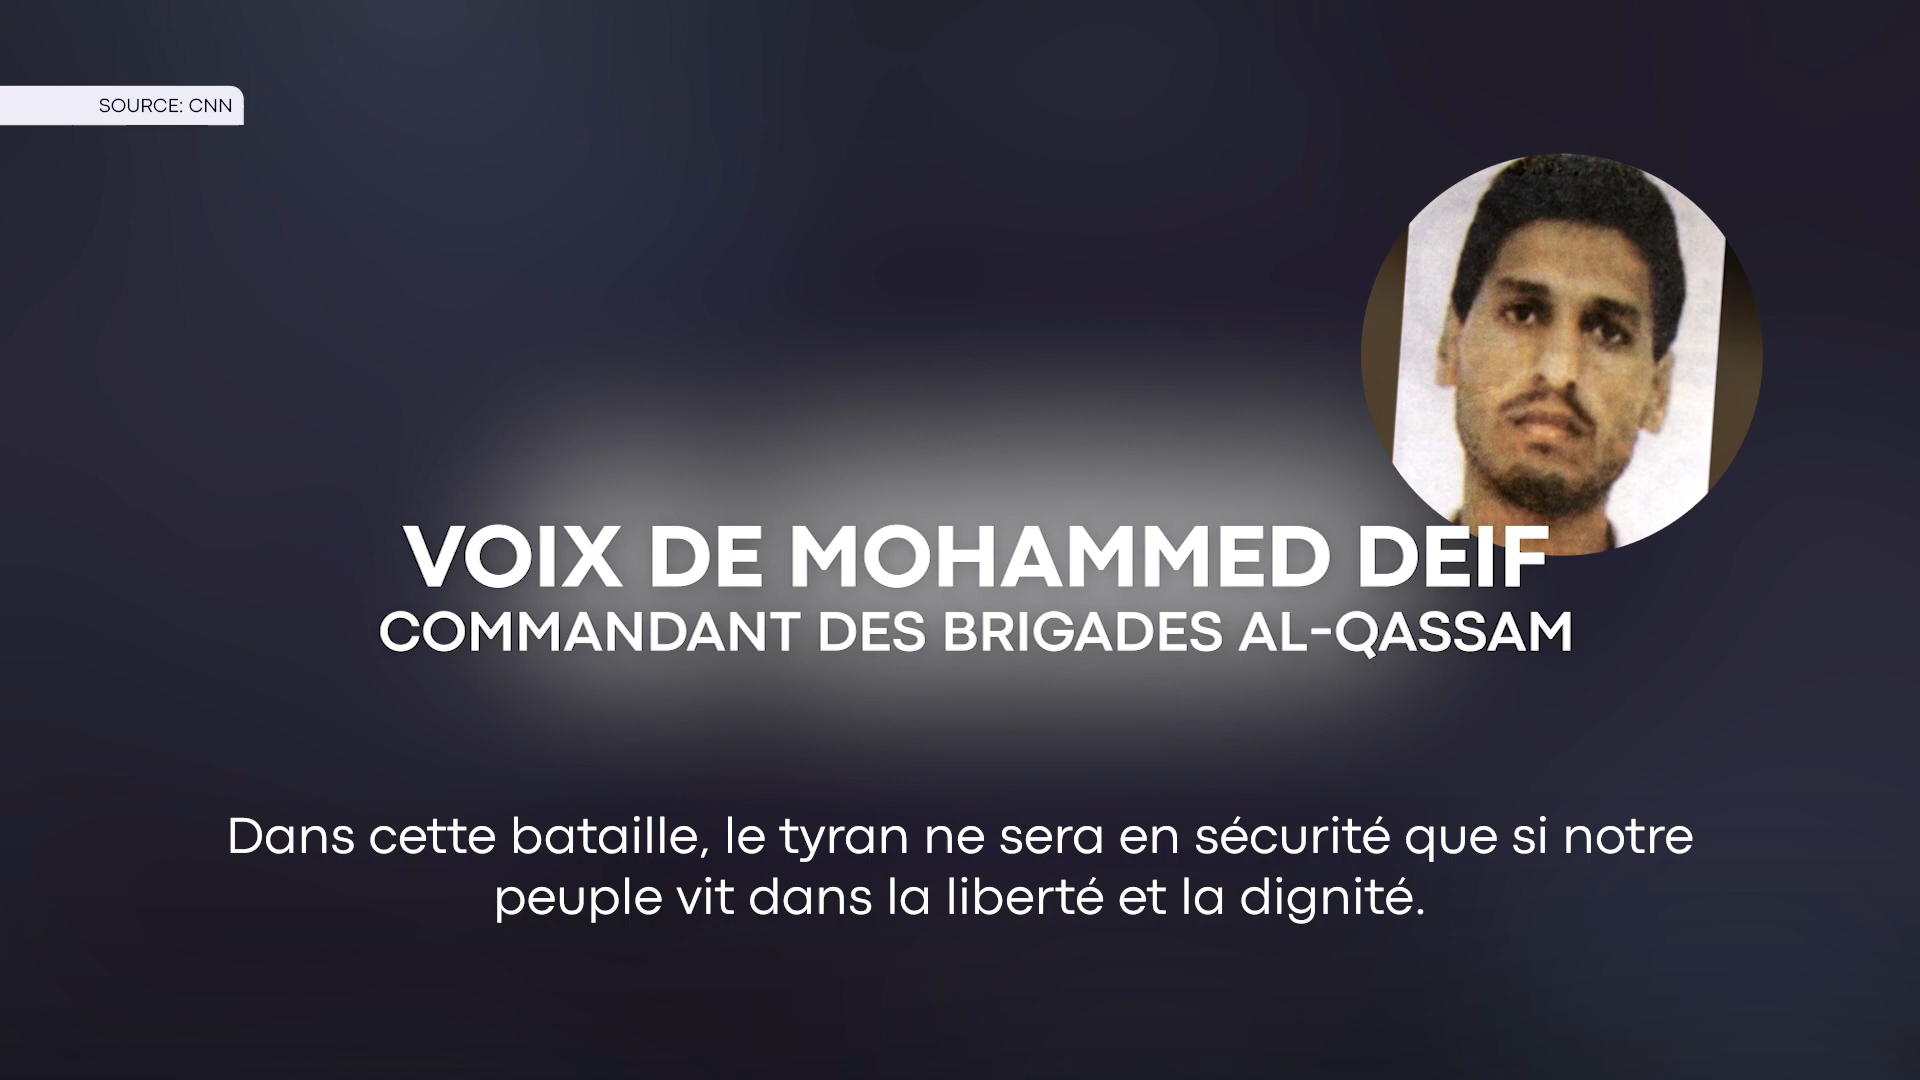 SOURCE: CNN
VOIX DE MOHAMMED DEIF
COMMANDANT DES BRIGADES AL-QASSAM
Dans cette bataille, le tyran ne sera en sécurité que si notre
peuple vit dans la liberté et la dignité.